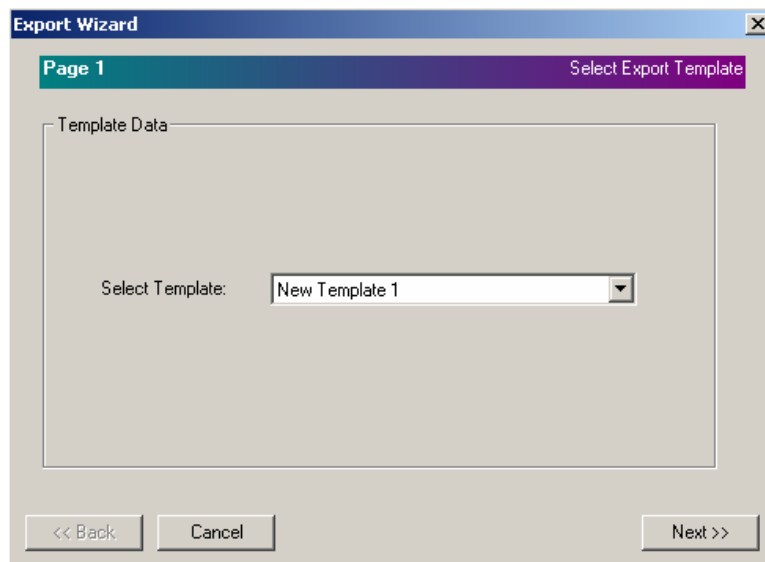 Export Wizard
Page 1 Select Export Template
Template Data
Select Template: New Template 1
<< Back Cancel Next >>